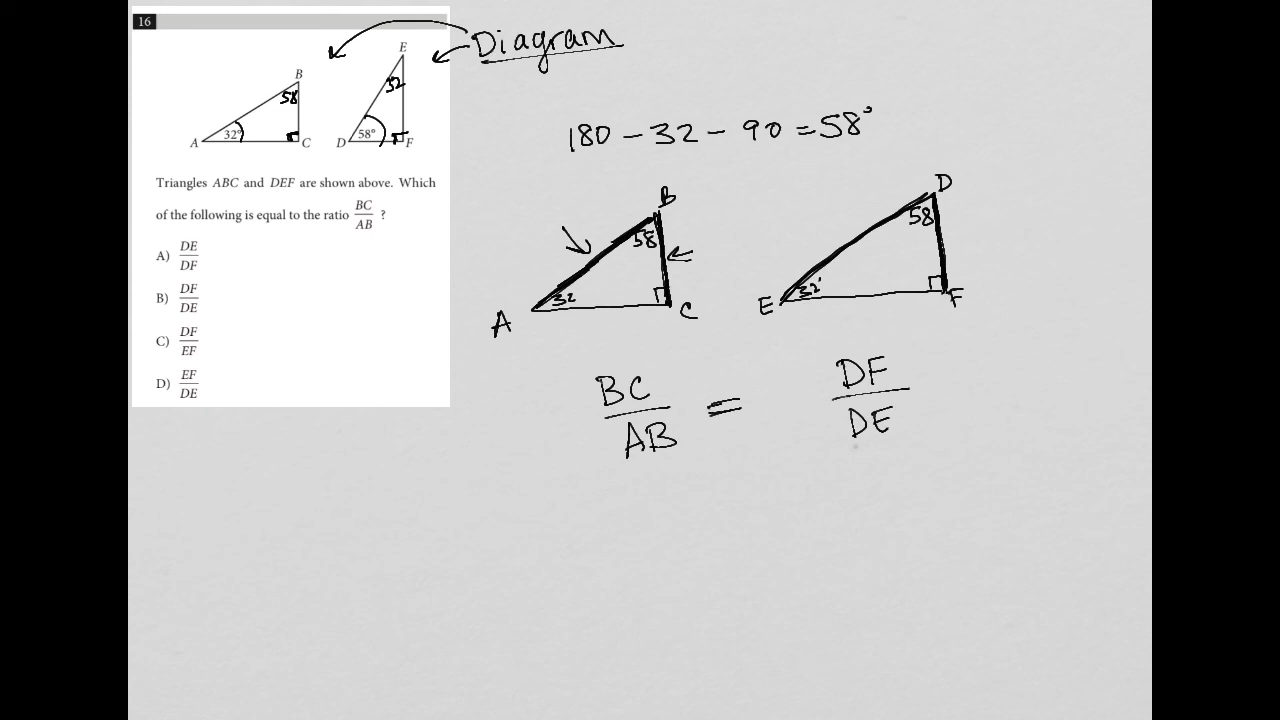 16
Diagram
E
B
58
32
A
32°
C
D
58°
F
180 - 32 - 90 = 58°
Triangles ABC and DEF are shown above. Which
of the following is equal to the ratio BC/AB ?
A) DE/DF
B) DF/DE
C) DF/EF
D) EF/DE
B
58
32
A
C
D
58
32°
E
F
BC/AB = DF/DE